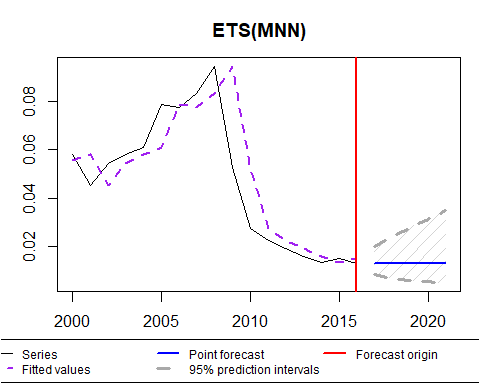 ETS(MNN)
0.08
0.06
0.04
0.02
2000 2005 2010 2015 2020
Series Point forecast Forecast origin
Fitted values 95% prediction intervals